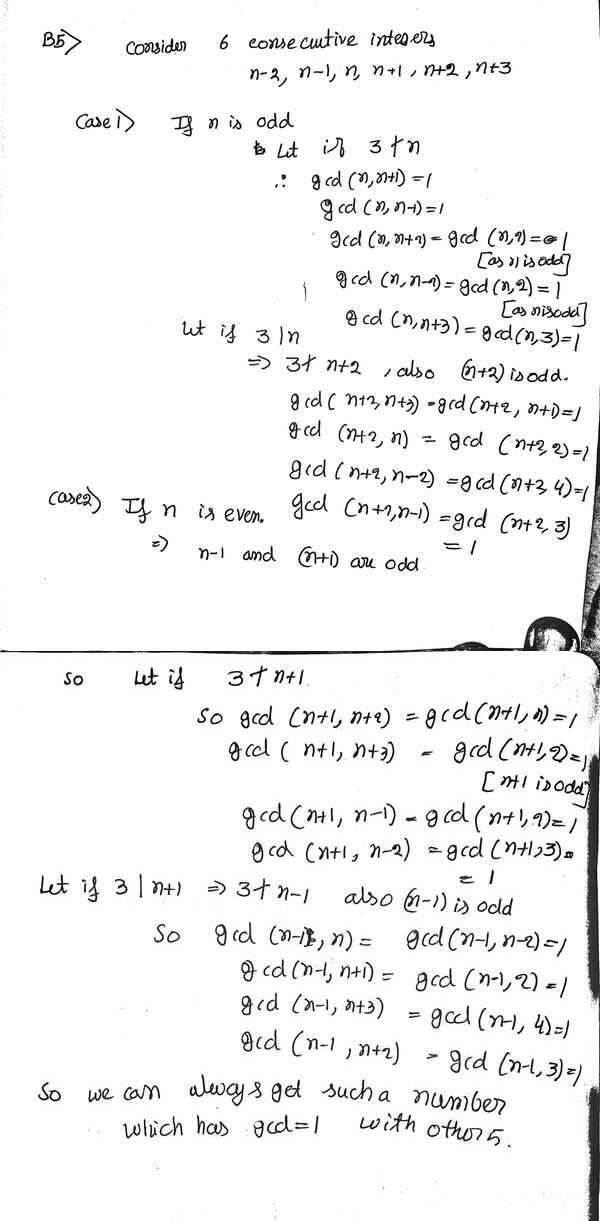 B5> Consider 6 consecutive integers
n-2, n-1, n, n+1, n+2, n+3
Case 1> If n is odd
Let if 3 ∤ n
∴ gcd (n, n+1) = 1
gcd (n, n-1) = 1
gcd (n, n+2) = gcd (n, 2) = 1
[as n is odd]
gcd (n, n-2) = gcd (n, 2) = 1
[as n is odd]
gcd (n, n+3) = gcd (n, 3) = 1
Let if 3 | n
=> 3 ∤ n+2 , also (n+2) is odd.
gcd ( n+2, n+3) = gcd (n+2, n+1) = 1
gcd (n+2, n) = gcd (n+2, 2) = 1
gcd (n+2, n-2) = gcd (n+2, 4) = 1
gcd (n+2, n-1) = gcd (n+2, 3)
= 1
Case 2) If n is even.
=> n-1 and (n+1) are odd
So Let if 3 ∤ n+1
So gcd (n+1, n+2) = gcd (n+1, n) = 1
gcd ( n+1, n+3) = gcd (n+1, 2) = 1
[n+1 is odd]
gcd (n+1, n-1) = gcd (n+1, 2) = 1
gcd (n+1, n-2) = gcd (n+1, 3) =
= 1
Let if 3 | n+1 => 3 ∤ n-1 also (n-1) is odd
So gcd (n-1, n) = gcd (n-1, n-2) = 1
gcd (n-1, n+1) = gcd (n-1, 2) = 1
gcd (n-1, n+3) = gcd (n-1, 4) = 1
gcd (n-1, n+2) = gcd (n-1, 3) = 1
So we can always get such a number
which has gcd = 1 with other 5.